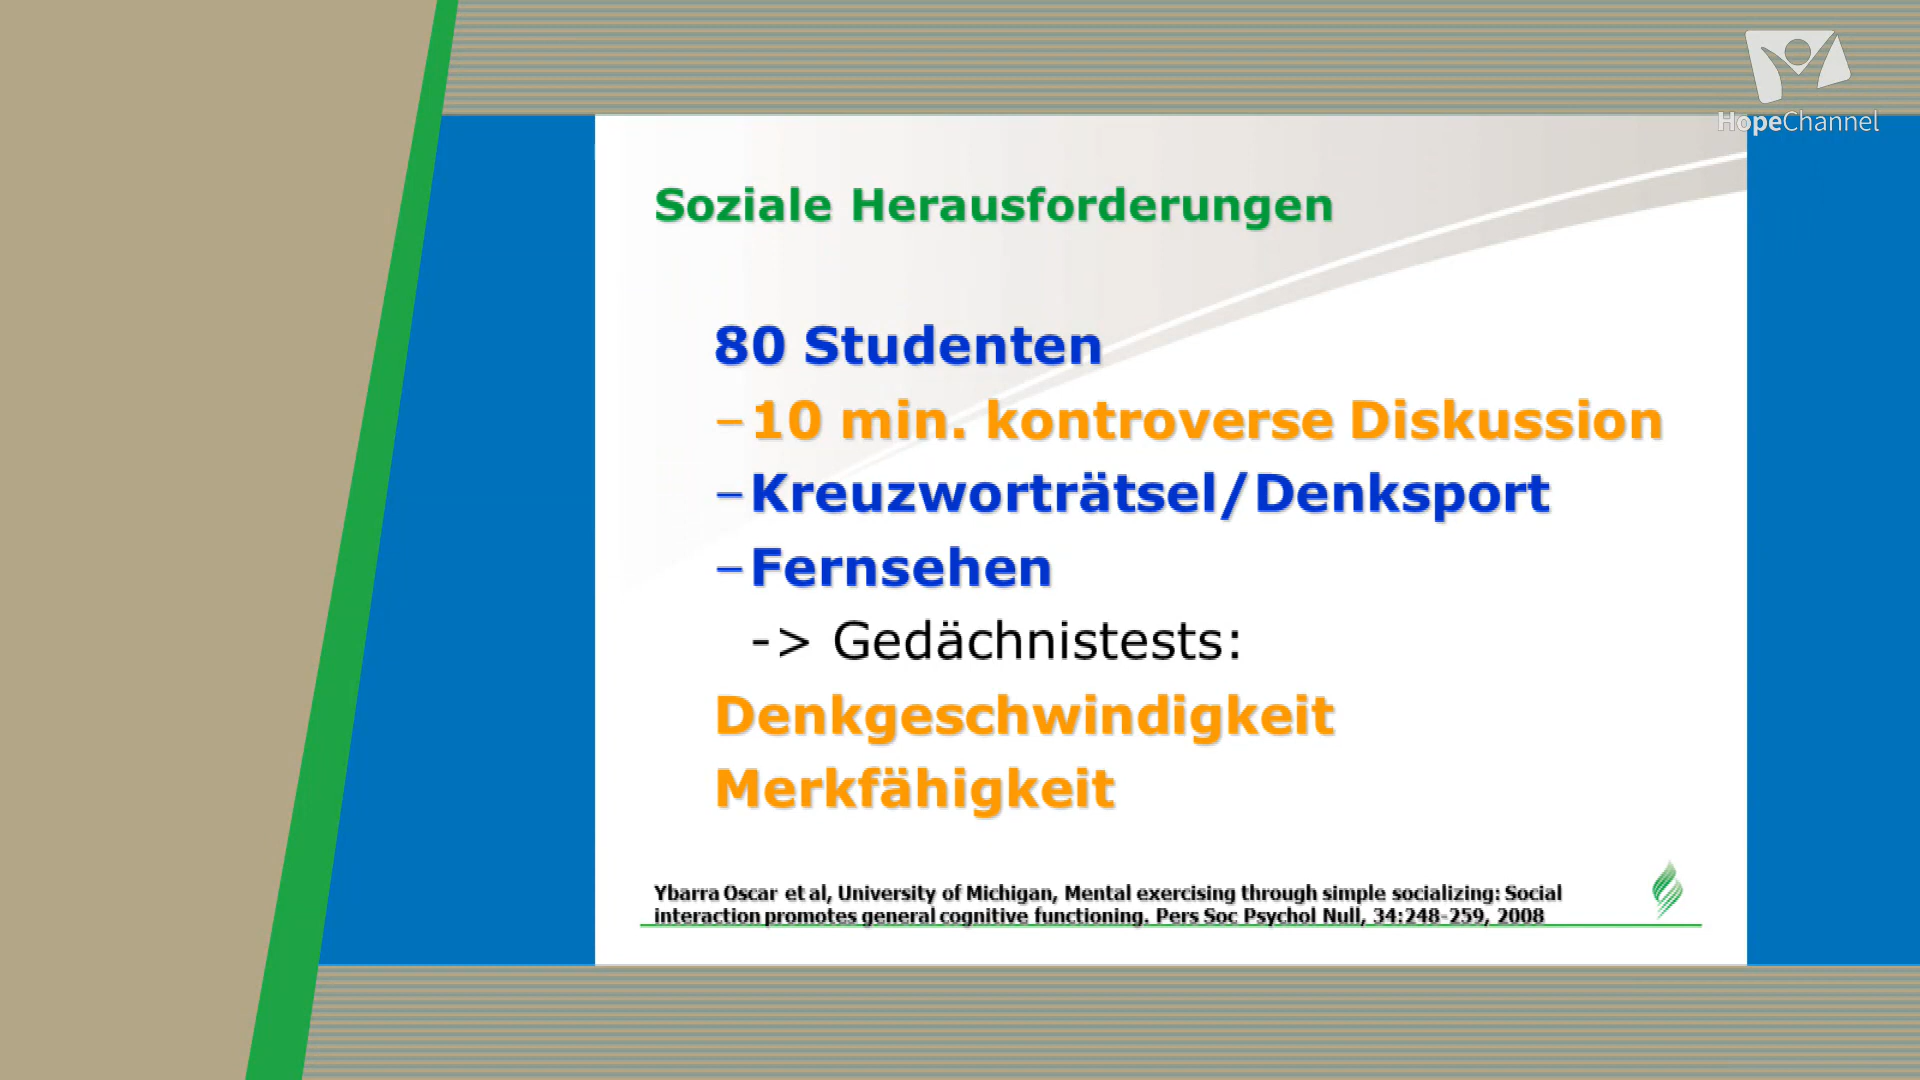 HopeChannel
Soziale Herausforderungen
80 Studenten
–10 min. kontroverse Diskussion
–Kreuzworträtsel/Denksport
–Fernsehen
-> Gedächnistests:
Denkgeschwindigkeit
Merkfähigkeit
Ybarra Oscar et al, University of Michigan, Mental exercising through simple socializing: Social
interaction promotes general cognitive functioning. Pers Soc Psychol Null, 34:248-259, 2008